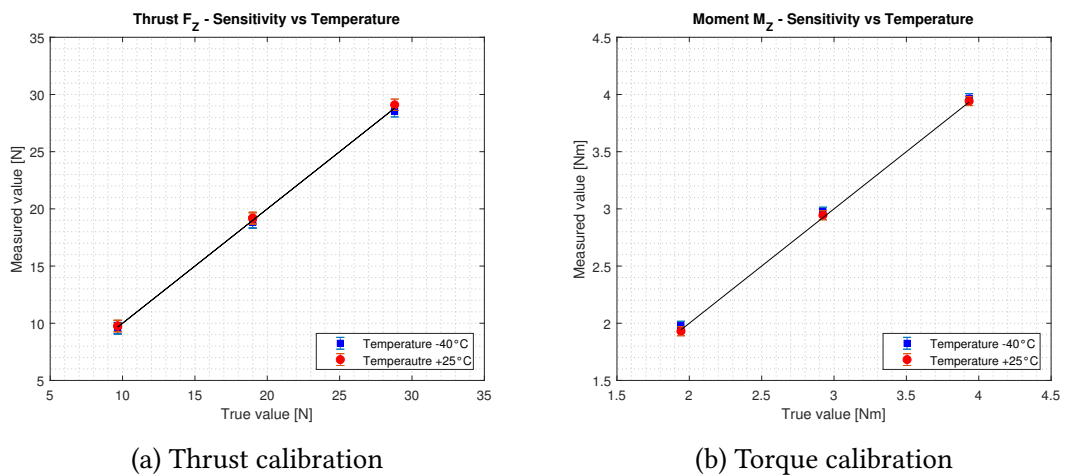 Thrust F_Z - Sensitivity vs Temperature
35
30
25
20
15
10
5
Measured value [N]
5 10 15 20 25 30 35
True value [N]
Temperature -40°C
Temperautre +25°C
(a) Thrust calibration
Moment M_Z - Sensitivity vs Temperature
4.5
4
3.5
3
2.5
2
1.5
Measured value [Nm]
1.5 2 2.5 3 3.5 4 4.5
True value [Nm]
Temperature -40°C
Temperature +25°C
(b) Torque calibration